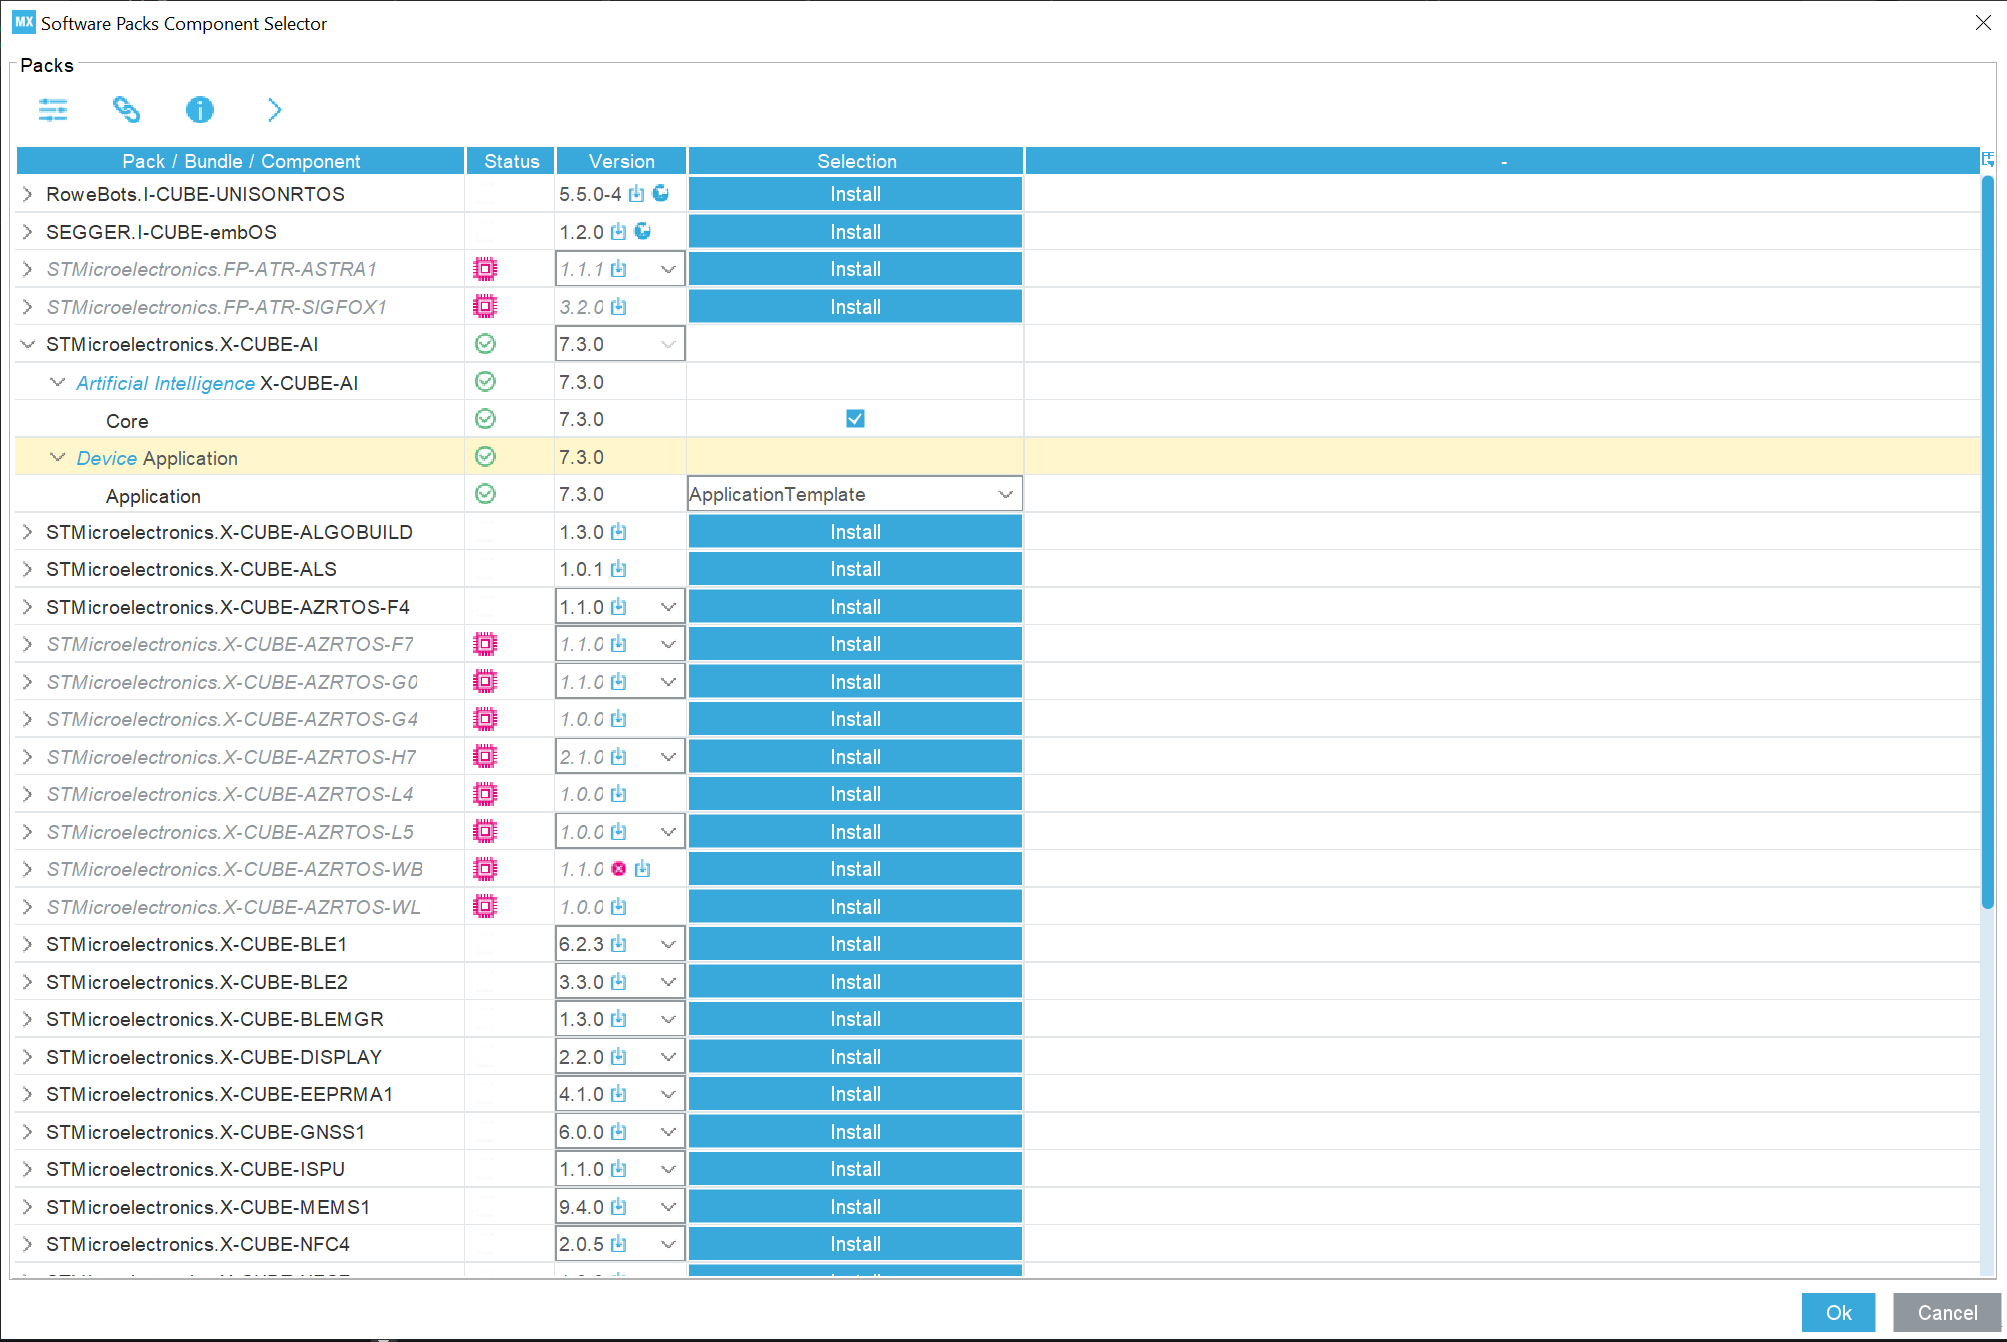 MX Software Packs Component Selector
Packs
Pack / Bundle / Component Status Version Selection -
RoweBots.I-CUBE-UNISONRTOS 5.5.0-4 Install
SEGGER.I-CUBE-embOS 1.2.0 Install
STMicroelectronics.FP-ATR-ASTRA1 1.1.1 Install
STMicroelectronics.FP-ATR-SIGFOX1 3.2.0 Install
STMicroelectronics.X-CUBE-AI 7.3.0
Artificial Intelligence X-CUBE-AI 7.3.0
Core 7.3.0
Device Application 7.3.0
Application 7.3.0 ApplicationTemplate
STMicroelectronics.X-CUBE-ALGOBUILD 1.3.0 Install
STMicroelectronics.X-CUBE-ALS 1.0.1 Install
STMicroelectronics.X-CUBE-AZRTOS-F4 1.1.0 Install
STMicroelectronics.X-CUBE-AZRTOS-F7 1.1.0 Install
STMicroelectronics.X-CUBE-AZRTOS-G0 1.1.0 Install
STMicroelectronics.X-CUBE-AZRTOS-G4 1.0.0 Install
STMicroelectronics.X-CUBE-AZRTOS-H7 2.1.0 Install
STMicroelectronics.X-CUBE-AZRTOS-L4 1.0.0 Install
STMicroelectronics.X-CUBE-AZRTOS-L5 1.0.0 Install
STMicroelectronics.X-CUBE-AZRTOS-WB 1.1.0 Install
STMicroelectronics.X-CUBE-AZRTOS-WL 1.0.0 Install
STMicroelectronics.X-CUBE-BLE1 6.2.3 Install
STMicroelectronics.X-CUBE-BLE2 3.3.0 Install
STMicroelectronics.X-CUBE-BLEMGR 1.3.0 Install
STMicroelectronics.X-CUBE-DISPLAY 2.2.0 Install
STMicroelectronics.X-CUBE-EEPRMA1 4.1.0 Install
STMicroelectronics.X-CUBE-GNSS1 6.0.0 Install
STMicroelectronics.X-CUBE-ISPU 1.1.0 Install
STMicroelectronics.X-CUBE-MEMS1 9.4.0 Install
STMicroelectronics.X-CUBE-NFC4 2.0.5 Install
Ok Cancel